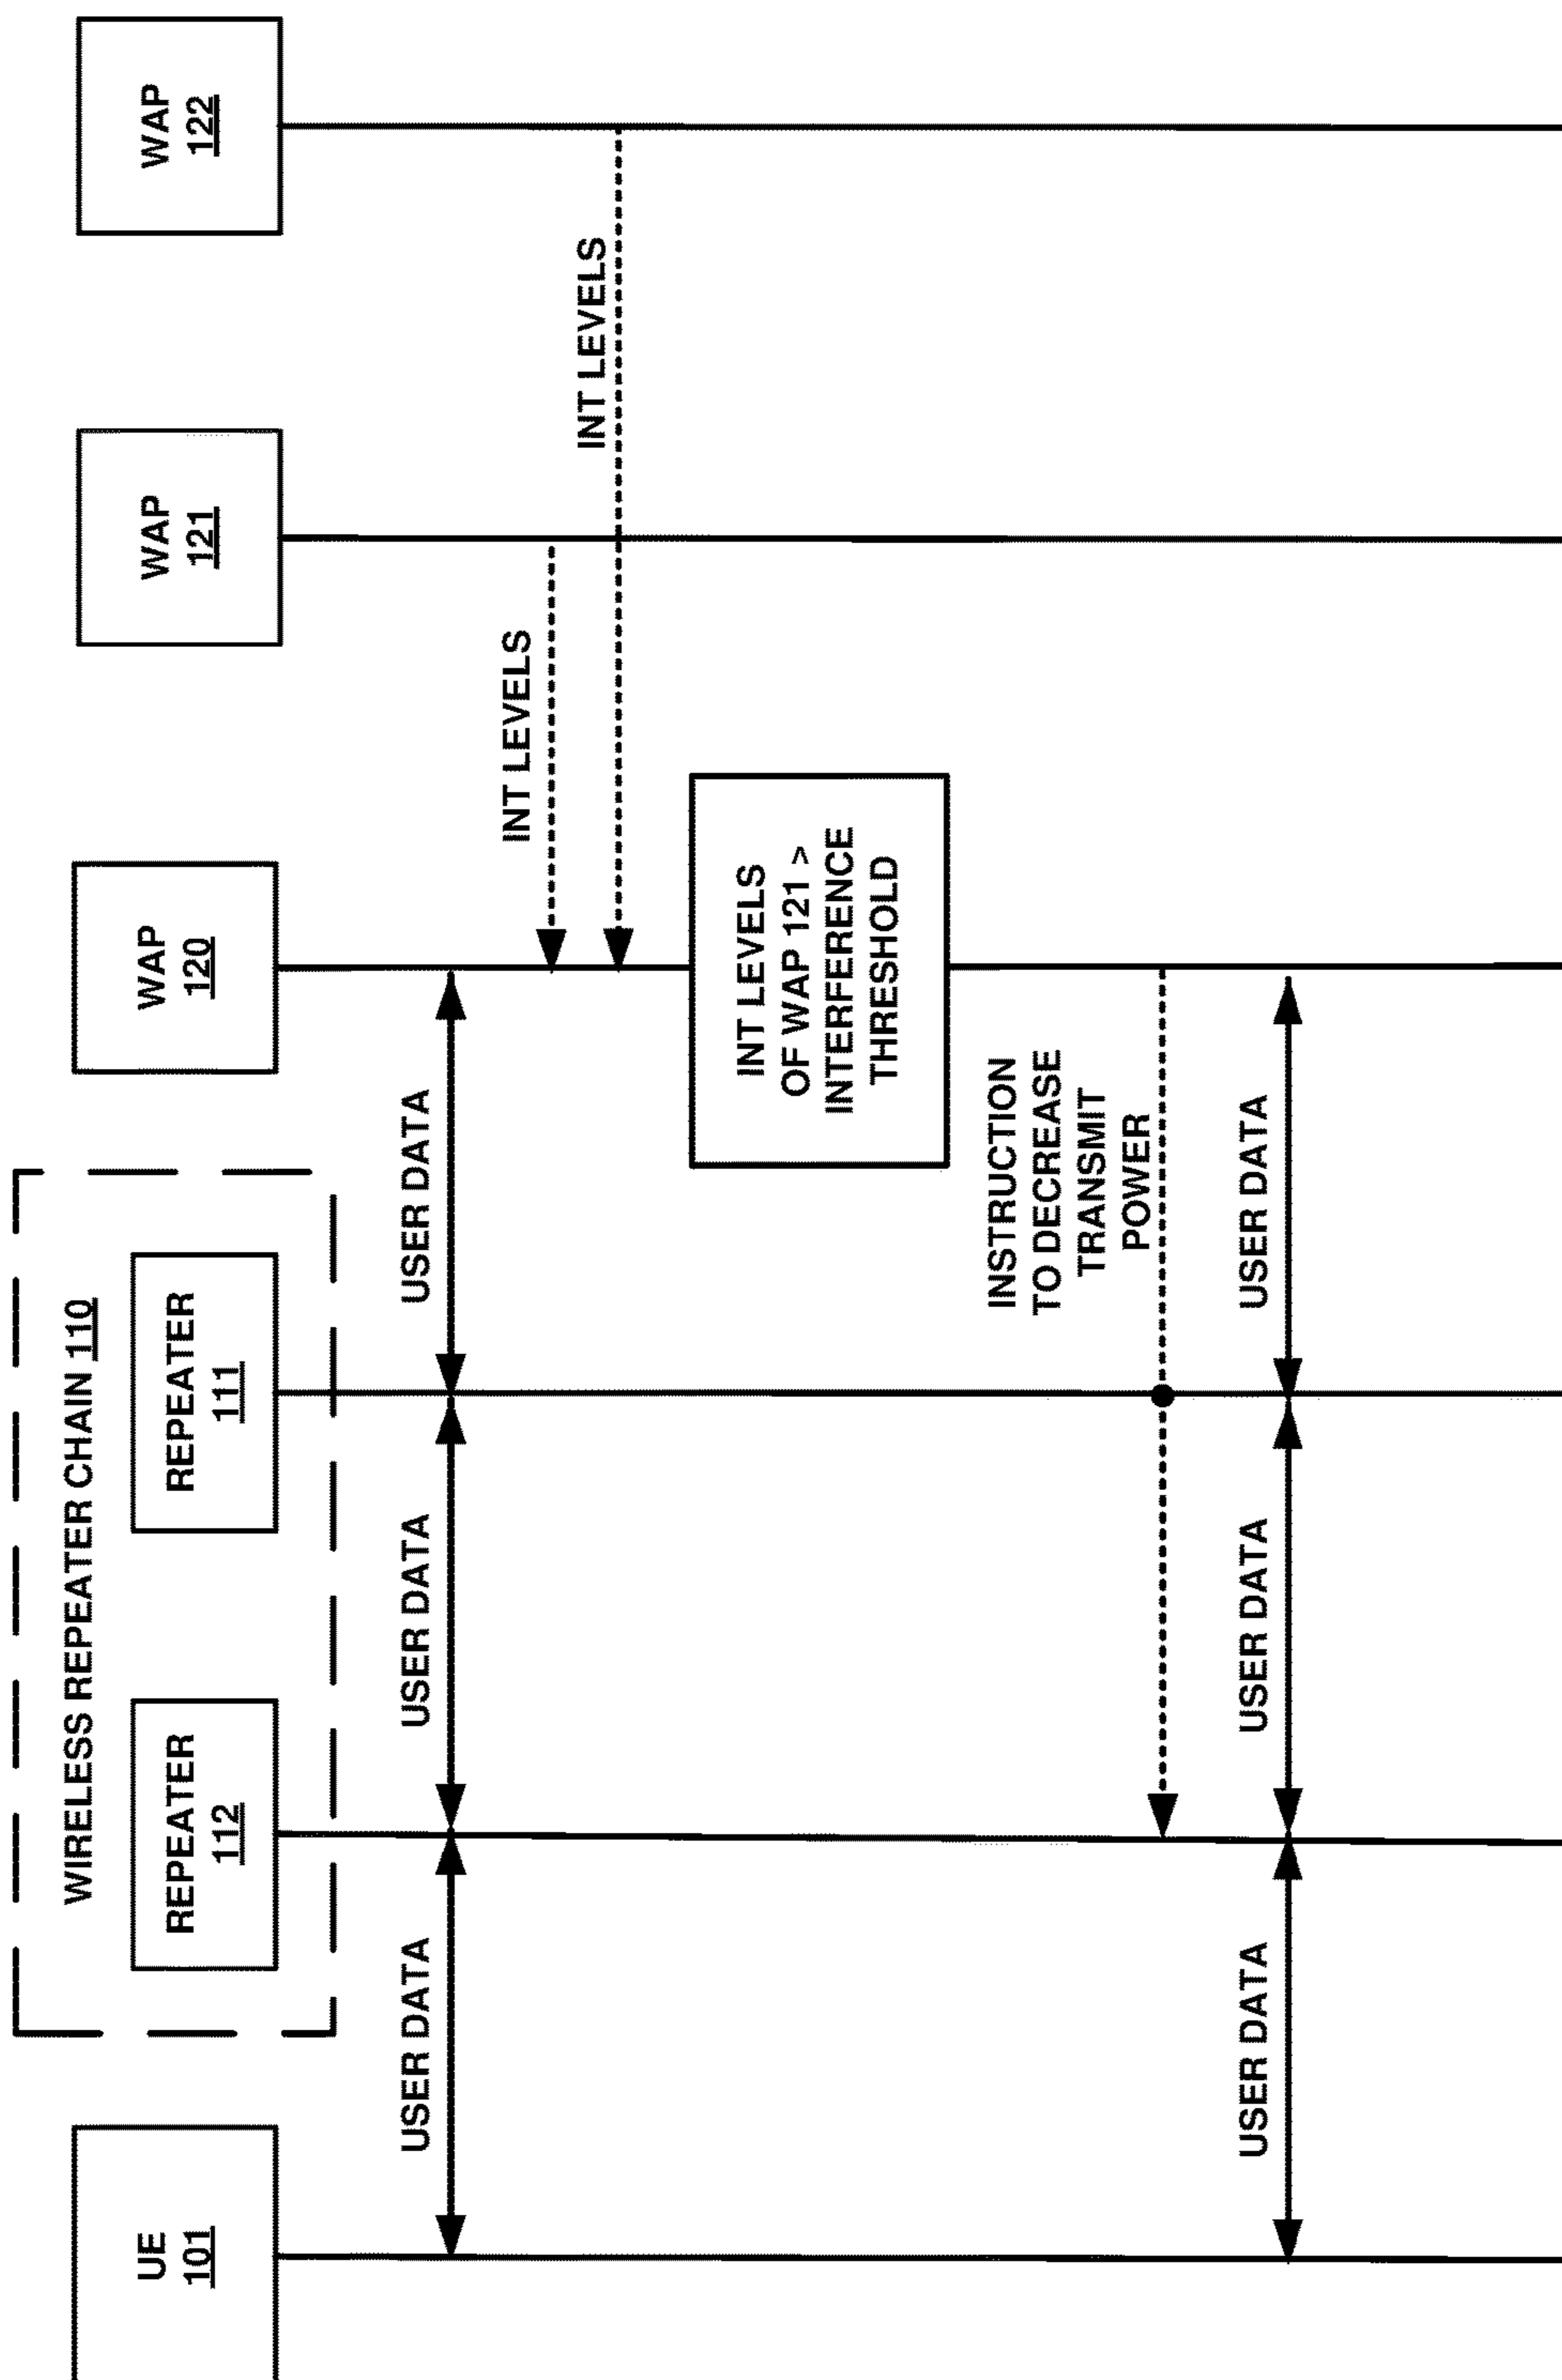 WIRELESS REPEATER CHAIN 110
UE
101
REPEATER
112
REPEATER
111
WAP
120
WAP
121
WAP
122
USER DATA
USER DATA
USER DATA
INT LEVELS
INT LEVELS
INT LEVELS
OF WAP 121 >
INTERFERENCE
THRESHOLD
INSTRUCTION
TO DECREASE
TRANSMIT
POWER
USER DATA
USER DATA
USER DATA